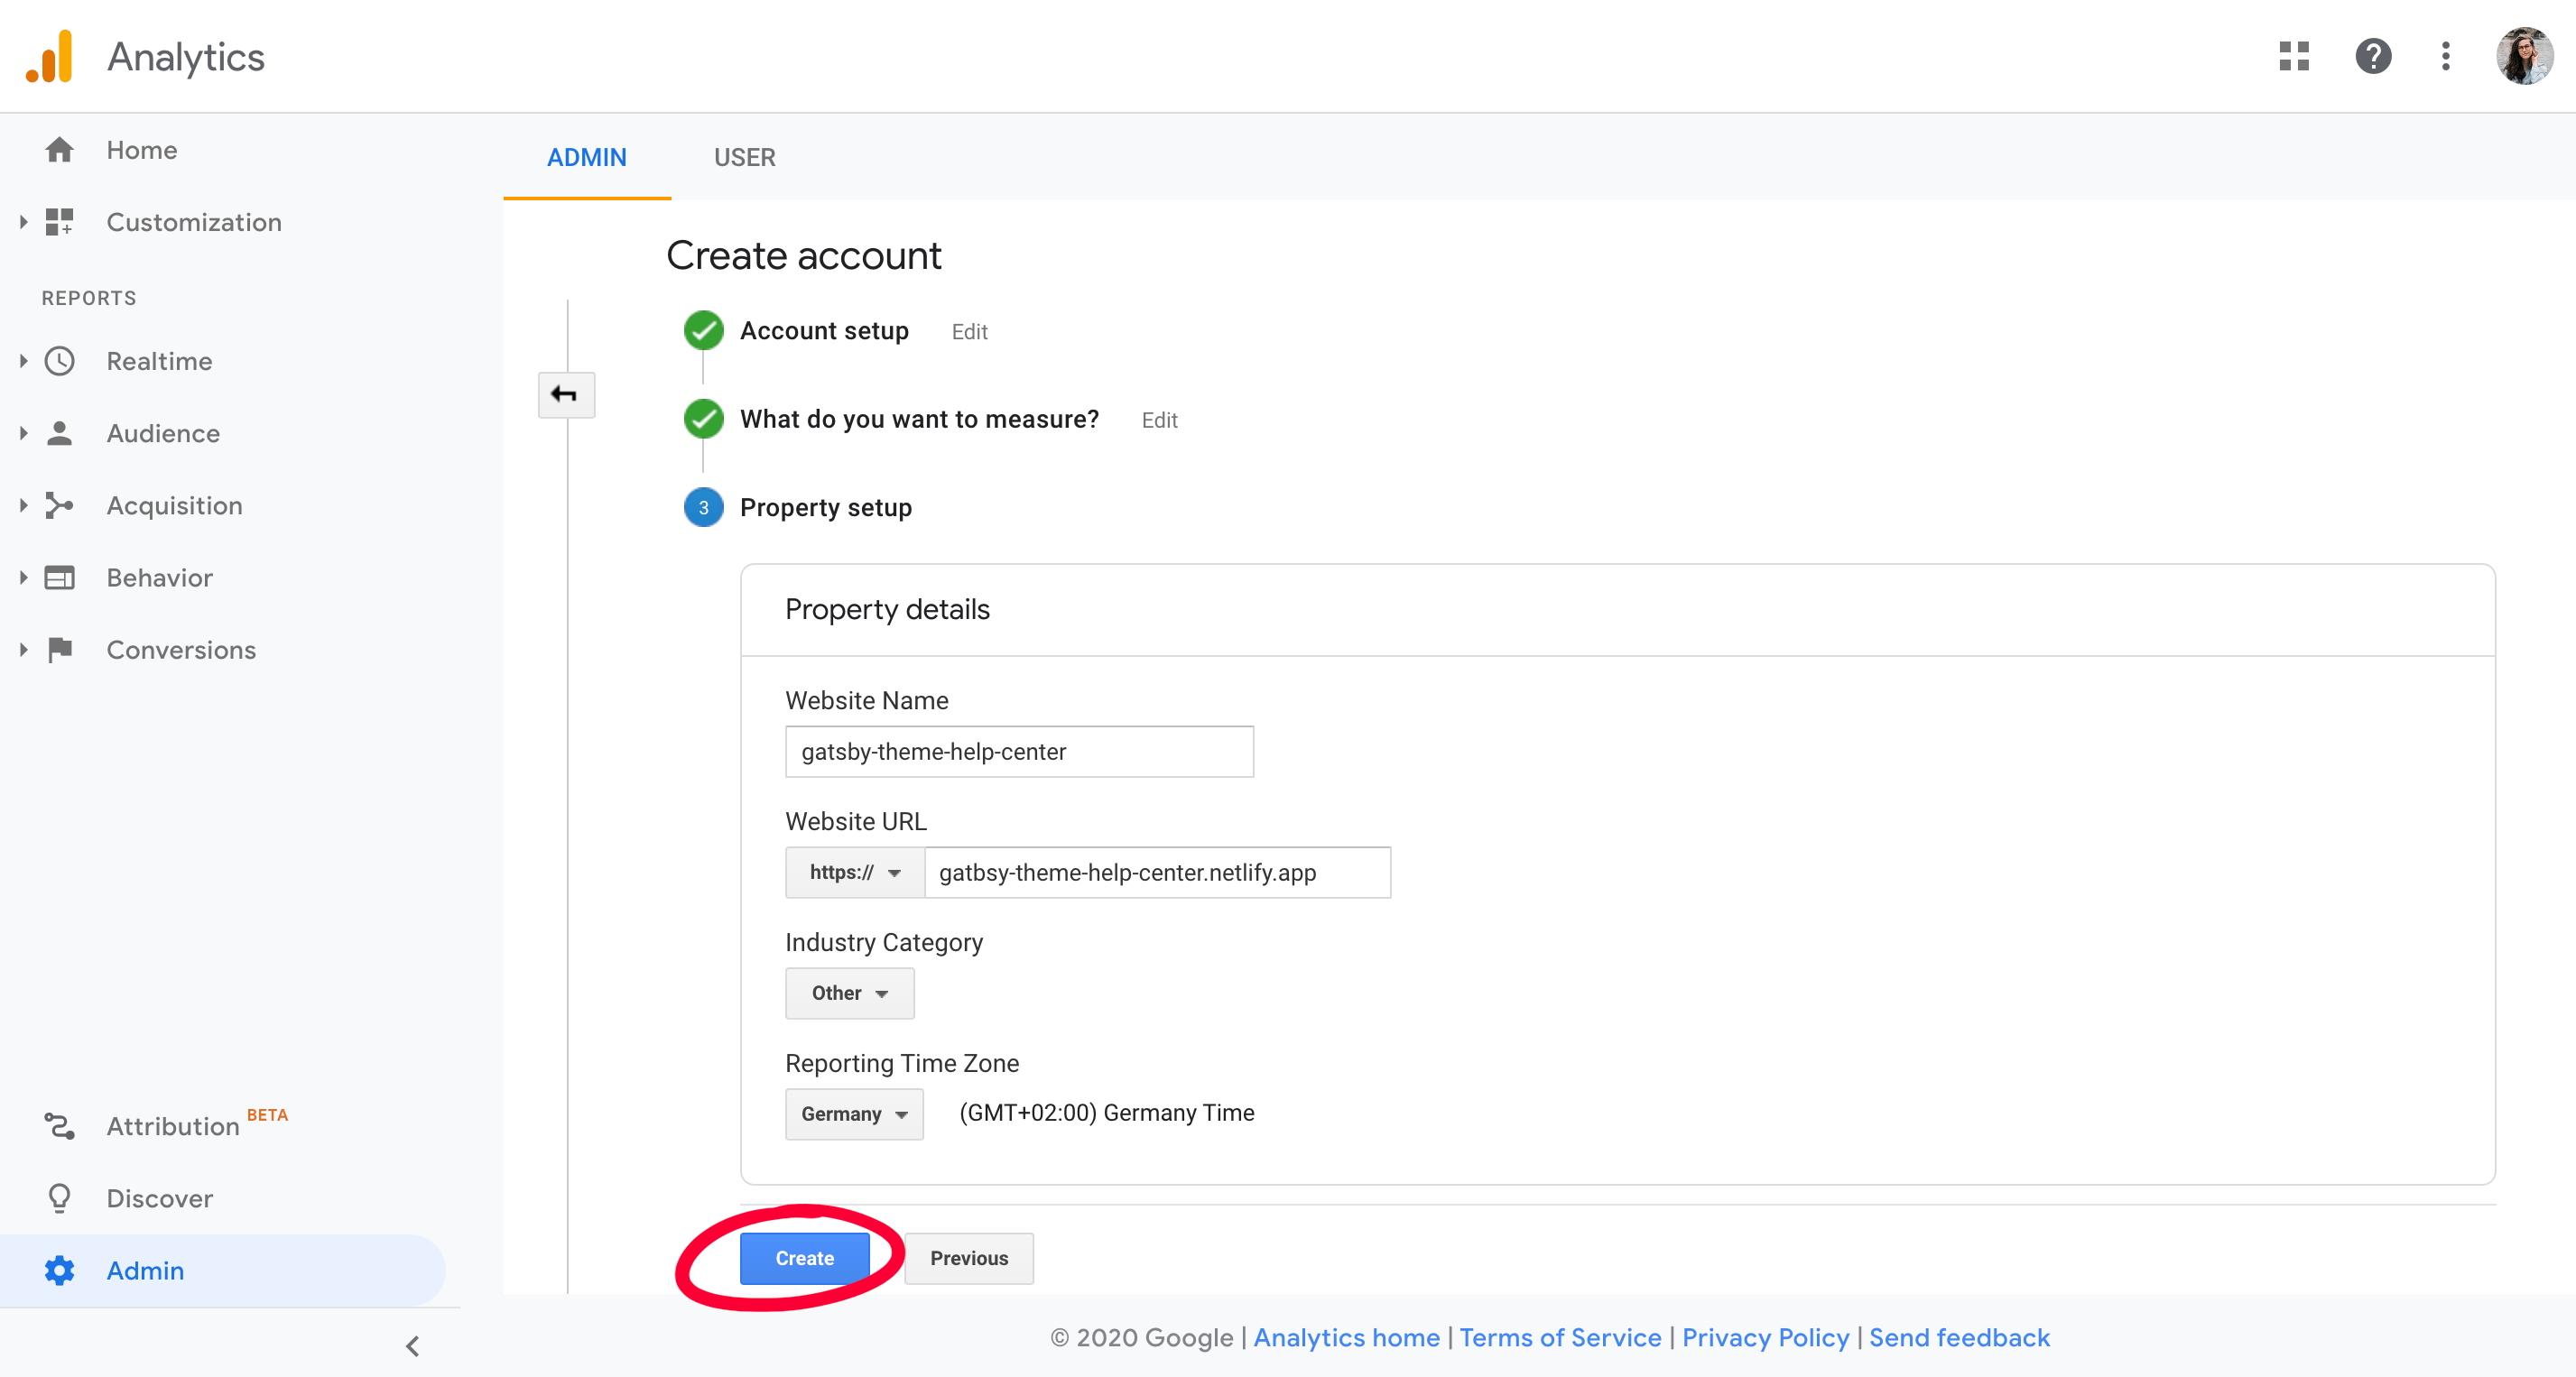 Analytics
Home
Customization
REPORTS
Realtime
Audience
Acquisition
Behavior
Conversions
Attribution BETA
Discover
Admin
ADMIN USER
Create account
Account setup Edit
What do you want to measure? Edit
3 Property setup
Property details
Website Name
gatsby-theme-help-center
Website URL
https:// gatbsy-theme-help-center.netlify.app
Industry Category
Other
Reporting Time Zone
Germany (GMT+02:00) Germany Time
Create Previous
© 2020 Google | Analytics home | Terms of Service | Privacy Policy | Send feedback